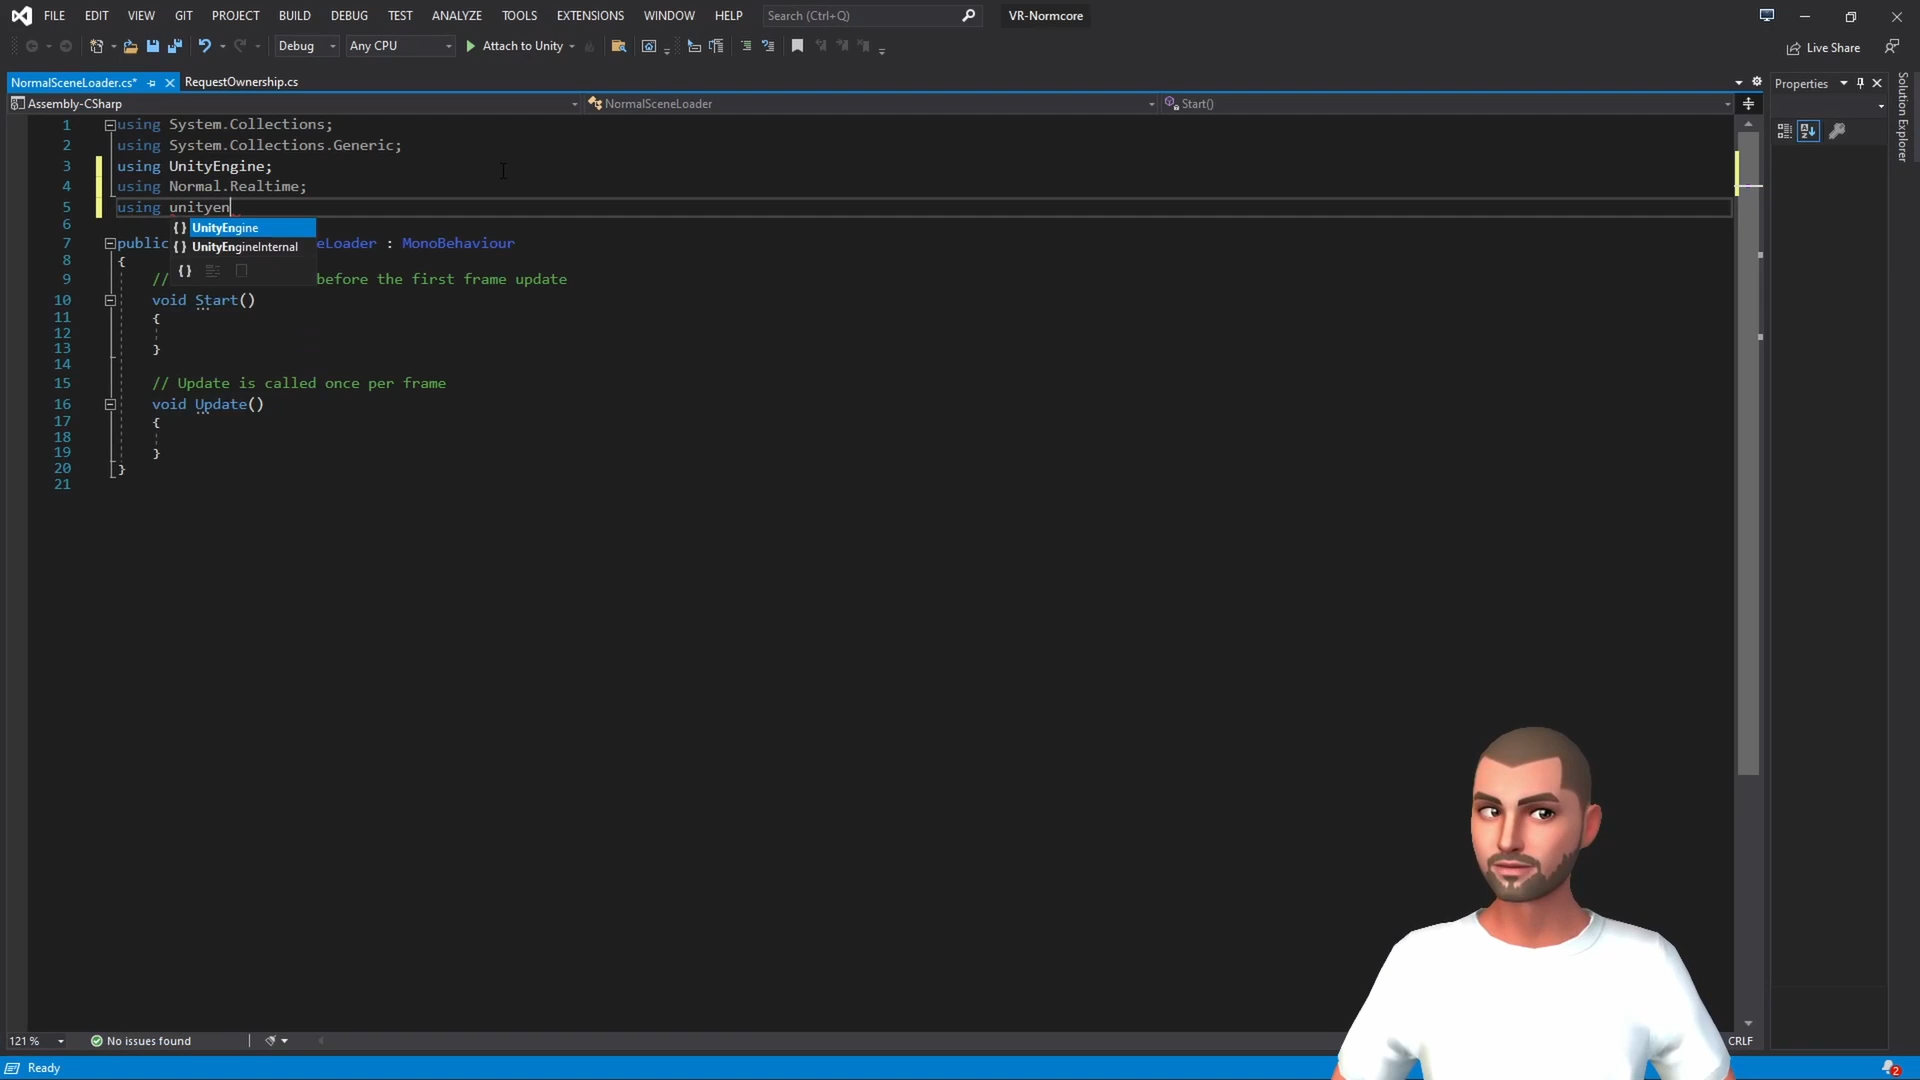 FILE EDIT VIEW GIT PROJECT BUILD DEBUG TEST ANALYZE TOOLS EXTENSIONS WINDOW HELP Search (Ctrl+Q) VR-Normcore
Debug Any CPU Attach to Unity Live Share
NormalSceneLoader.cs* RequestOwnership.cs Properties
Assembly-CSharp NormalSceneLoader Start()
Solution Explorer
1 using System.Collections;
2 using System.Collections.Generic;
3 using UnityEngine;
4 using Normal.Realtime;
5 using unityen
6 UnityEngine
7 public eLoader : MonoBehaviour
UnityEngineInternal
8 {
9 // before the first frame update
10 void Start()
11 {
12
13 }
14
15 // Update is called once per frame
16 void Update()
17 {
18
19 }
20 }
21
121 % No issues found CRLF
Ready 2